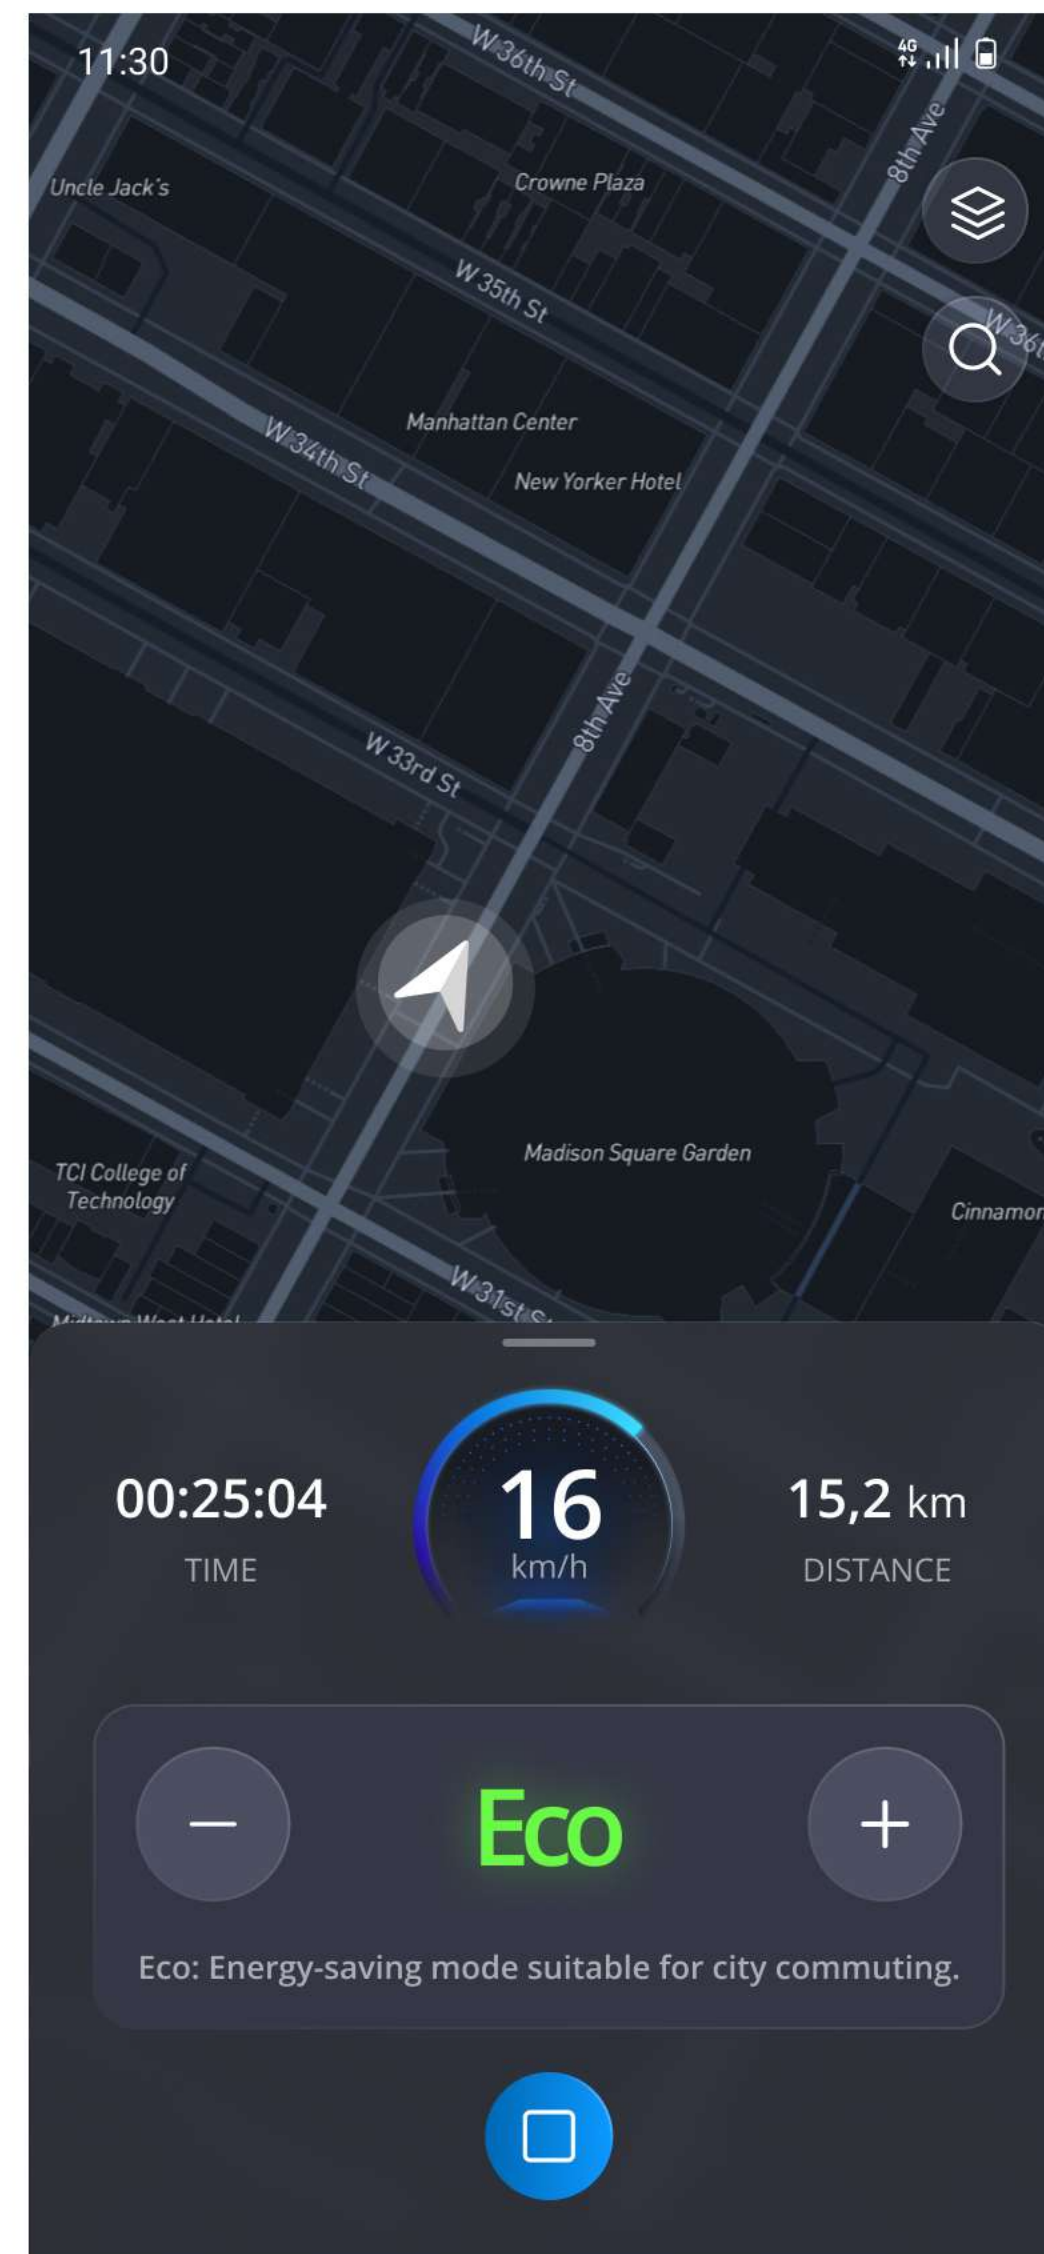 11:30
4G
W 36th St
8th Ave
Uncle Jack's
Crowne Plaza
W 35th St
Manhattan Center
W 34th St
New Yorker Hotel
8th Ave
W 33rd St
Madison Square Garden
TCI College of
Technology
W 31st
00:25:04
TIME
16
km/h
15,2 km
DISTANCE
Eco
Eco: Energy-saving mode suitable for city commuting.